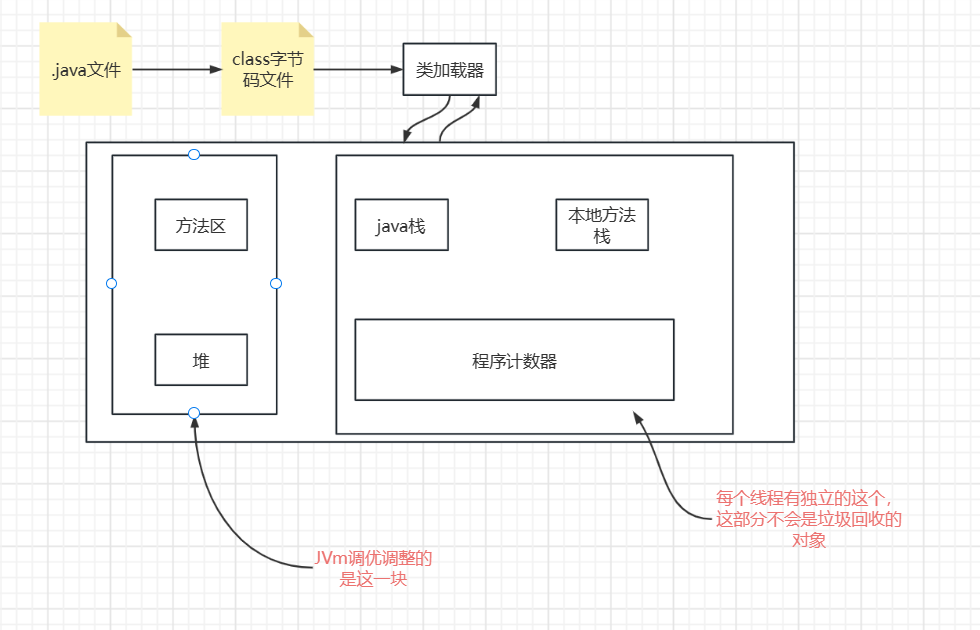 .java文件
class字节
码文件
类加载器
方法区
java栈
本地方法
栈
堆
程序计数器
每个线程有独立的这个，
这部分不会是垃圾回收的
对象
JVm调优调整的
是这一块